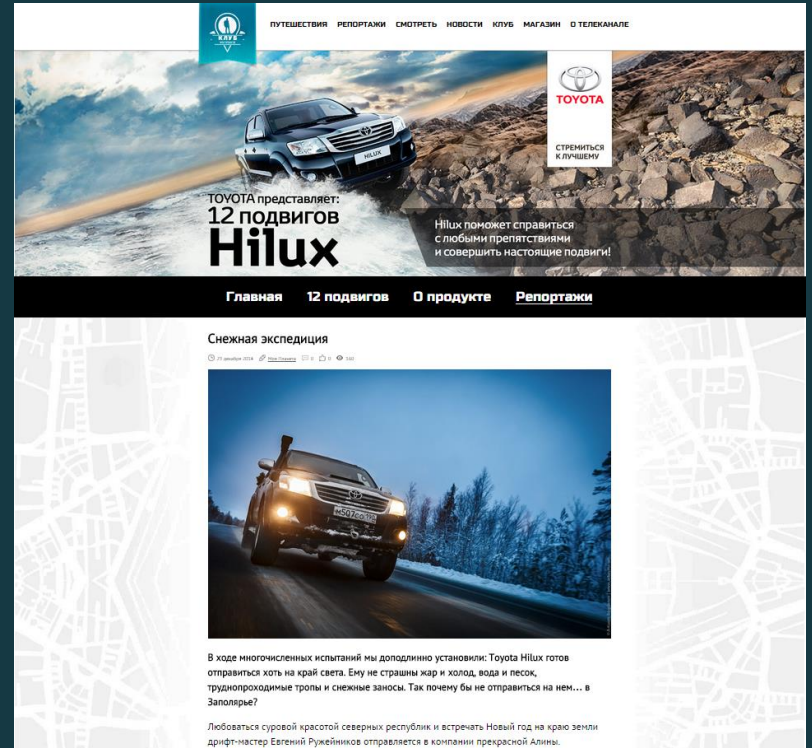 КЛУБ
ПУТЕШЕСТВИЯ РЕПОРТАЖИ СМОТРЕТЬ НОВОСТИ КЛУБ МАГАЗИН О ТЕЛЕКАНАЛЕ
TOYOTA
СТРЕМИТЬСЯ
К ЛУЧШЕМУ
HILUX
TOYOTA представляет:
12 подвигов
Hilux
Hilux поможет справиться
с любыми препятствиями
и совершить настоящие подвиги!
Главная 12 подвигов О продукте Репортажи
Снежная экспедиция
0 0
В ходе многочисленных испытаний мы доподлинно установили: Toyota Hilux готов
отправиться хоть на край света. Ему не страшны жар и холод, вода и песок,
труднопроходимые тропы и снежные заносы. Так почему бы не отправиться на нем... в
Заполярье?
Любоваться суровой красотой северных республик и встречать Новый год на краю земли
дрифт-мастер Евгений Ружейников отправляется в компании прекрасной Алины.